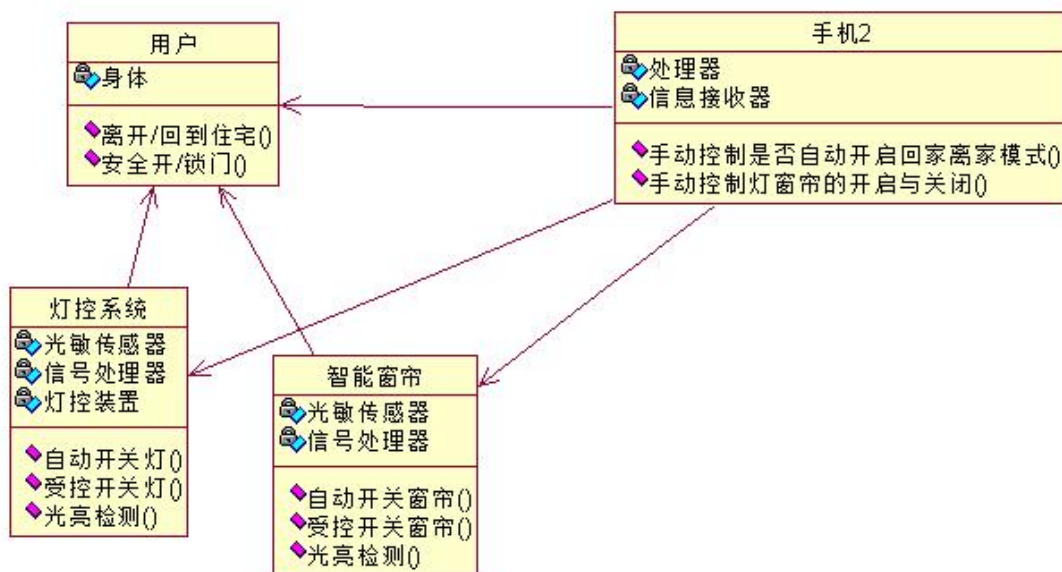 用户
身体
离开/回到住宅()
安全开/锁门()
手机2
处理器
信息接收器
手动控制是否自动开启回家离家模式()
手动控制灯窗帘的开启与关闭()
灯控系统
光敏传感器
信号处理器
灯控装置
自动开关灯()
受控开关灯()
光亮检测()
智能窗帘
光敏传感器
信号处理器
自动开关窗帘()
受控开关窗帘()
光亮检测()